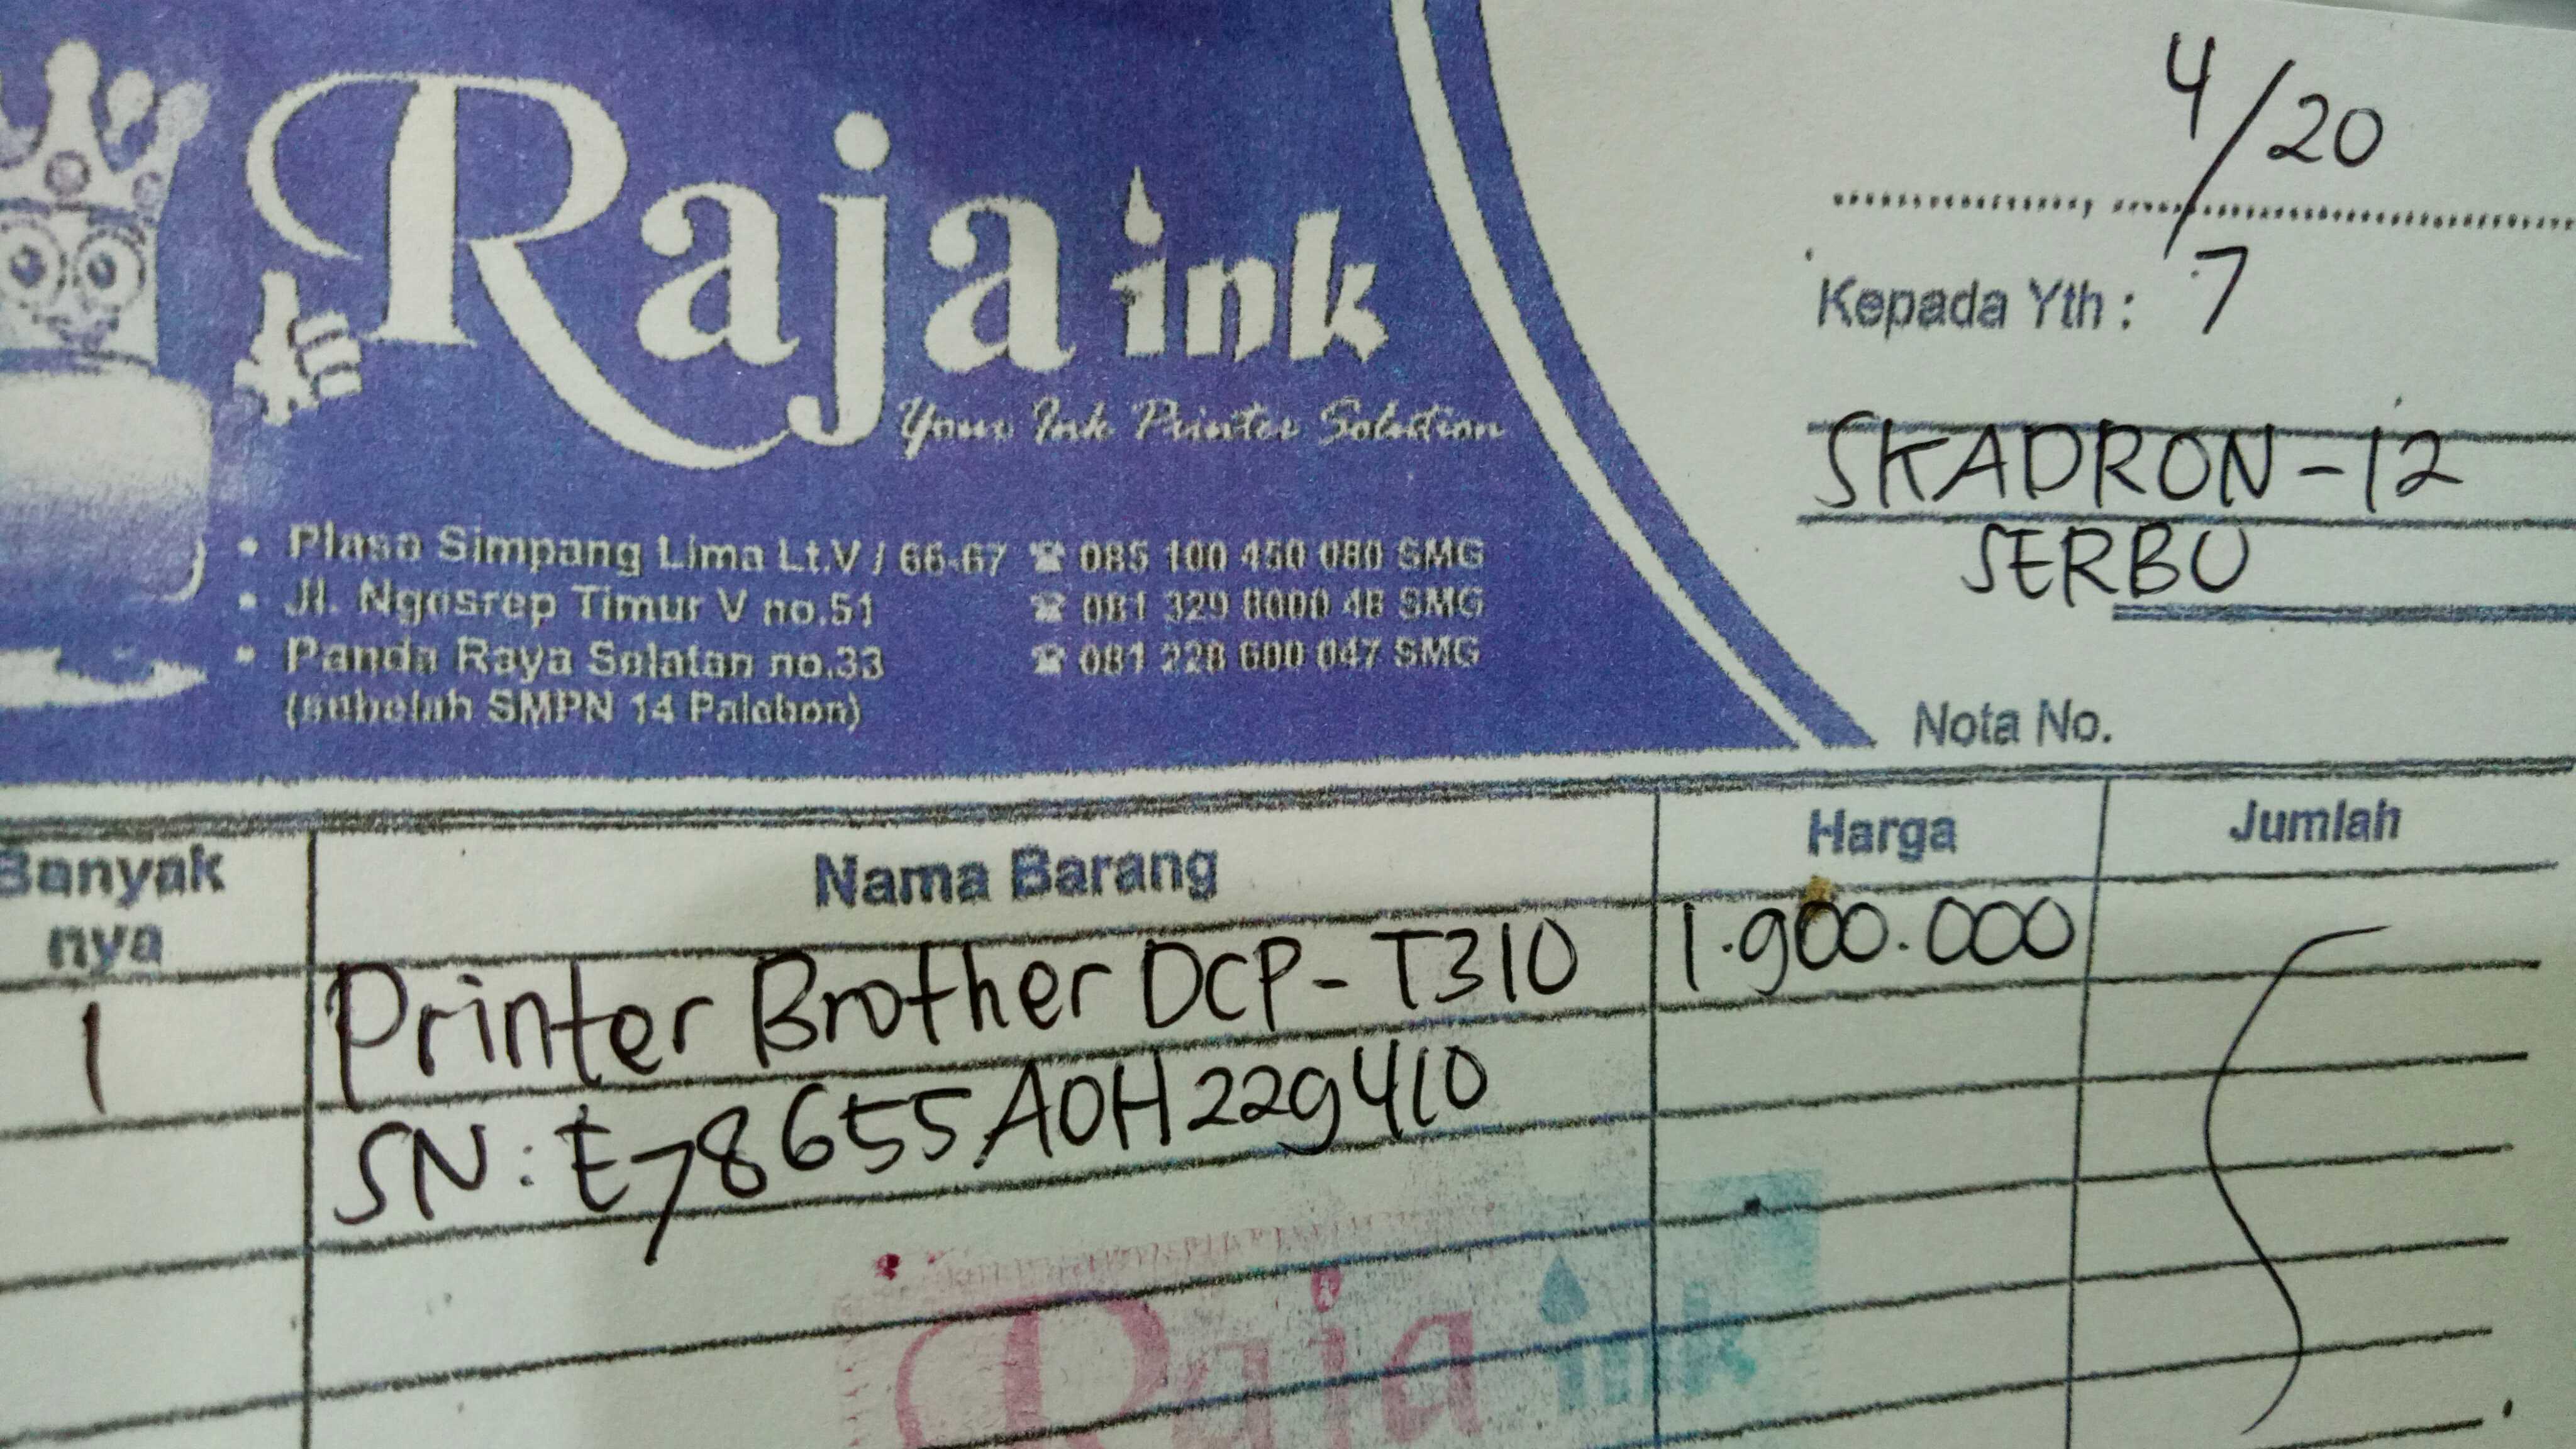 Raja ink
Your Ink Printer Solution
• Plasa Simpang Lima Lt.V / 66-67 ☎ 085 100 450 080 SMG
• Jl. Ngesrep Timur V no.51 ☎ 081 329 8000 48 SMG
• Panda Raya Selatan no.33 ☎ 081 228 600 047 SMG
(sebelah SMPN 14 Palebon)
4/7 20
Kepada Yth :
SKADRON-12
SERBU
Nota No.
Banyak nya Nama Barang Harga Jumlah
1 Printer Brother DCP-T310 1.900.000
SN: E78655A0H229410
Raja ink